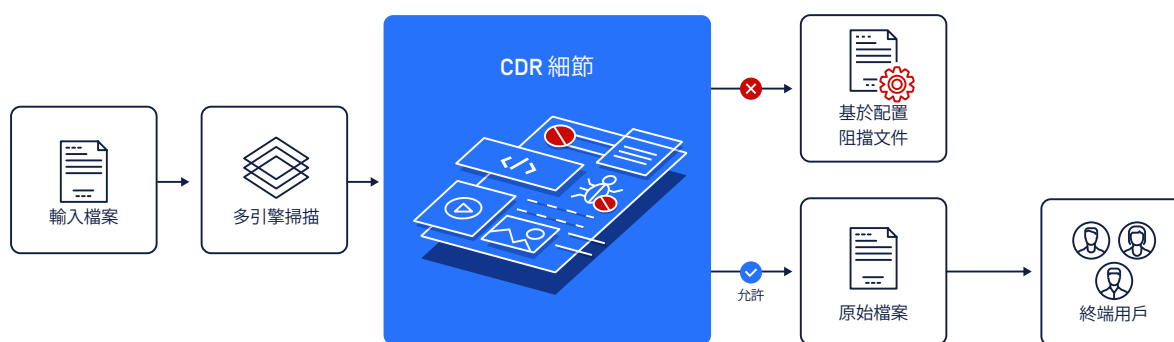 輸入檔案
多引擎掃描
CDR 細節
基於配置
阻擋文件
允許
原始檔案
終端用戶